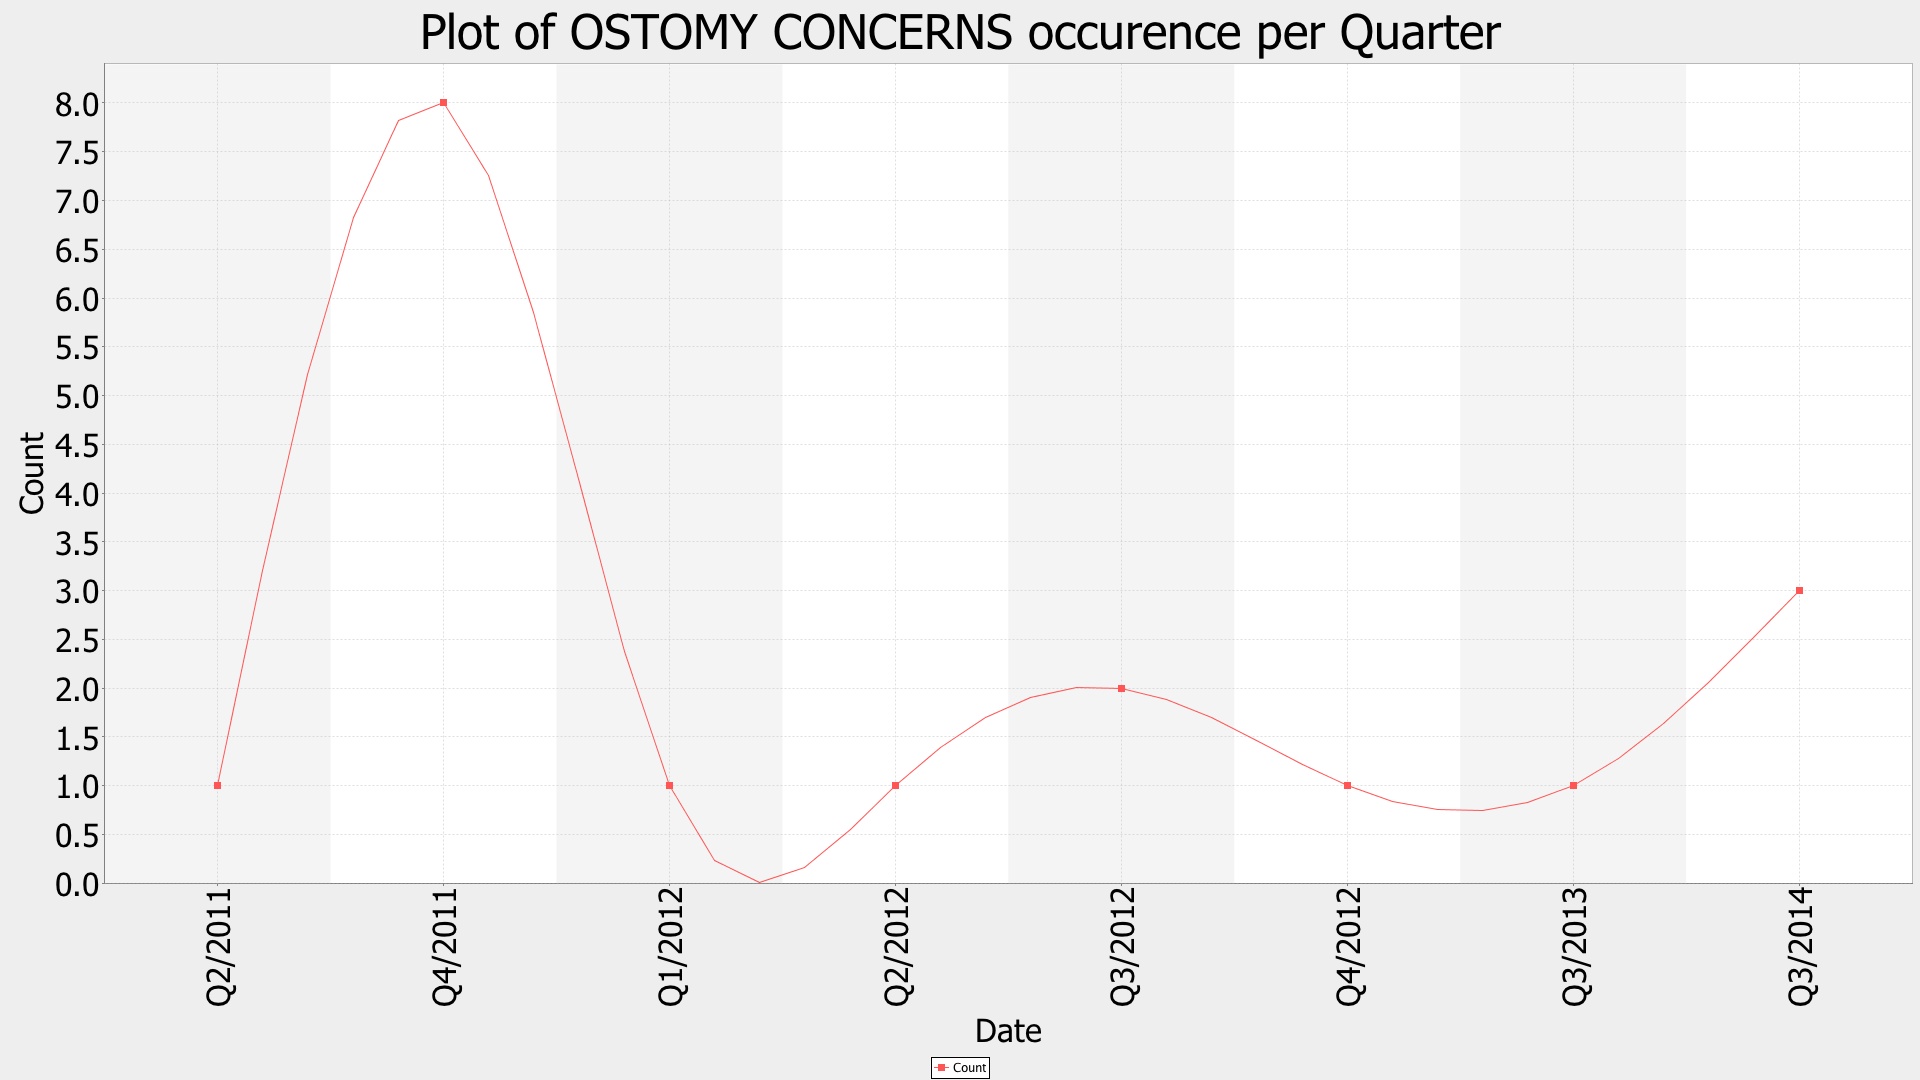 Plot of OSTOMY CONCERNS occurence per Quarter
8.0
7.5
7.0
6.5
6.0
5.5
5.0
4.5
4.0
3.5
3.0
2.5
2.0
1.5
1.0
0.5
0.0
Count
Q2/2011
Q4/2011
Q1/2012
Q2/2012
Q3/2012
Q4/2012
Q3/2013
Q3/2014
Date
Count